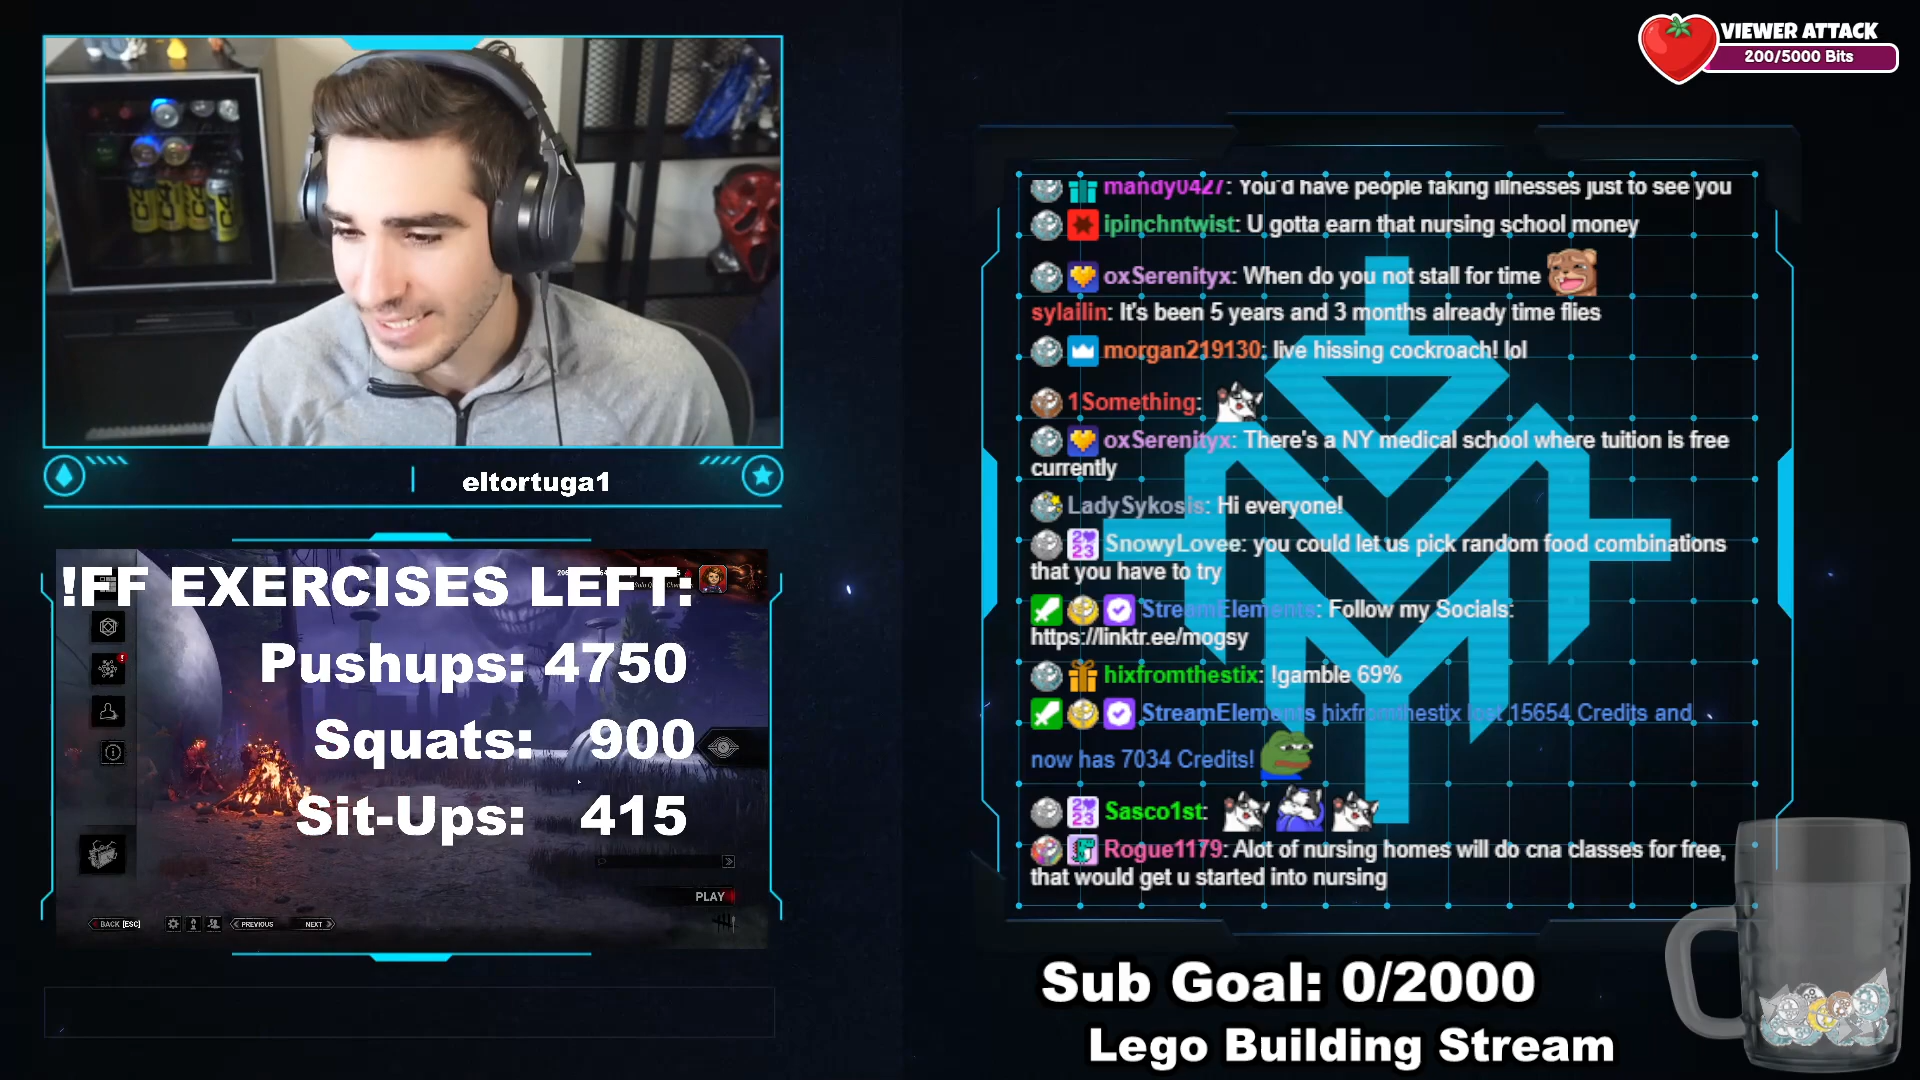 VIEWER ATTACK
200/5000 Bits
C4
C4
C4
eltortuga1
!FF EXERCISES LEFT:
Pushups: 4750
Squats: 900
Sit-Ups: 415
PLAY
BACK [ESC]
PREVIOUS
NEXT
mandy0427: You'd have people faking illnesses just to see you
ipinchntwist: U gotta earn that nursing school money
oxSerenityx: When do you not stall for time
sylailin: It's been 5 years and 3 months already time flies
morgan219130: live hissing cockroach! lol
1Something:
oxSerenityx: There's a NY medical school where tuition is free
currently
LadySykosis: Hi everyone!
2 23 SnowyLovee: you could let us pick random food combinations
that you have to try
StreamElements: Follow my Socials:
https://linktr.ee/mogsy
hixfromthestix: !gamble 69%
StreamElements hixfromthestix lost 15654 Credits and
now has 7034 Credits!
2 23 Sasco1st:
Rogue1179: Alot of nursing homes will do cna classes for free,
that would get u started into nursing
Sub Goal: 0/2000
Lego Building Stream